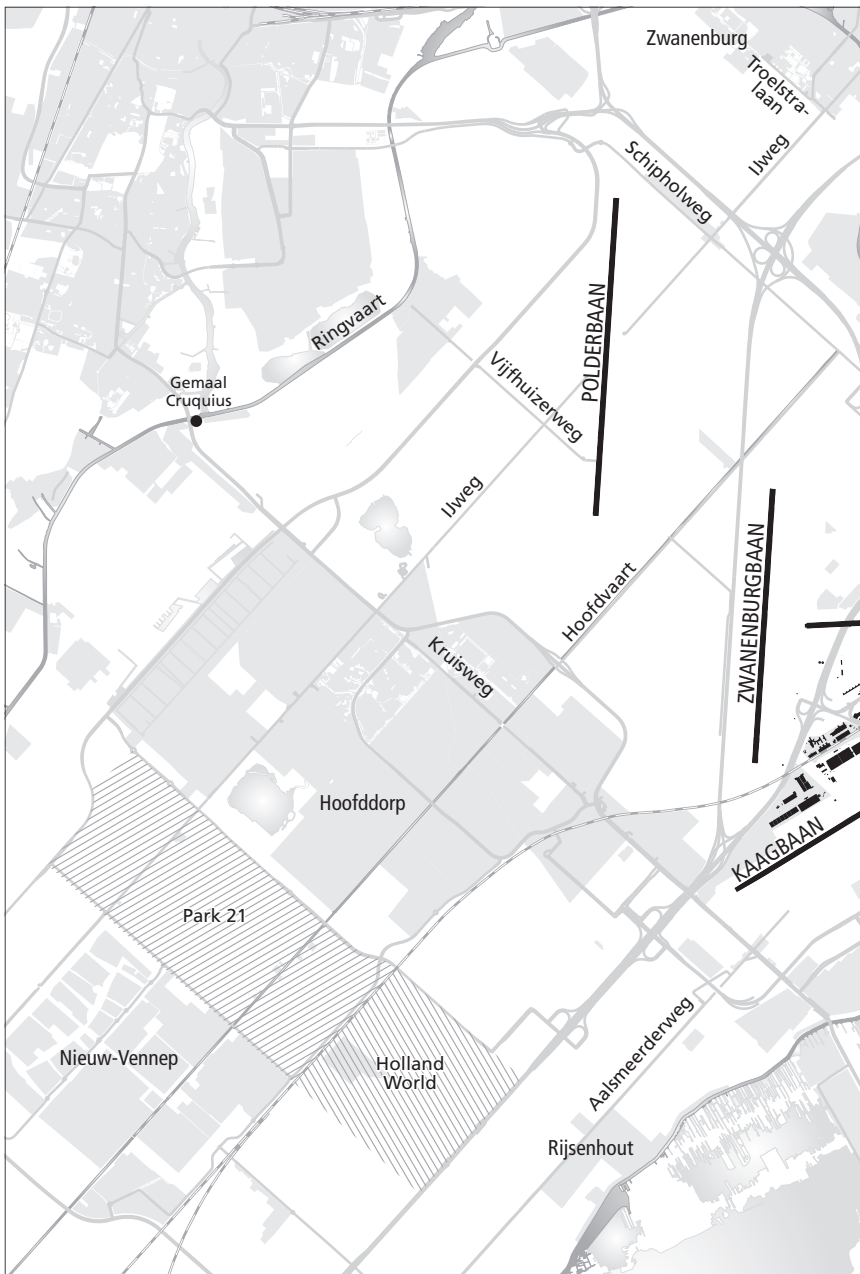 Zwanenburg
Troelstra-
laan
IJweg
Schipholweg
POLDERBAAN
Ringvaart
Vijfhuizerweg
Gemaal
Cruquius
IJweg
Hoofdvaart
ZWANENBURGBAAN
Kruisweg
Hoofddorp
KAAGBAAN
Park 21
Nieuw-Vennep
Holland
World
Aalsmeerderweg
Rijsenhout